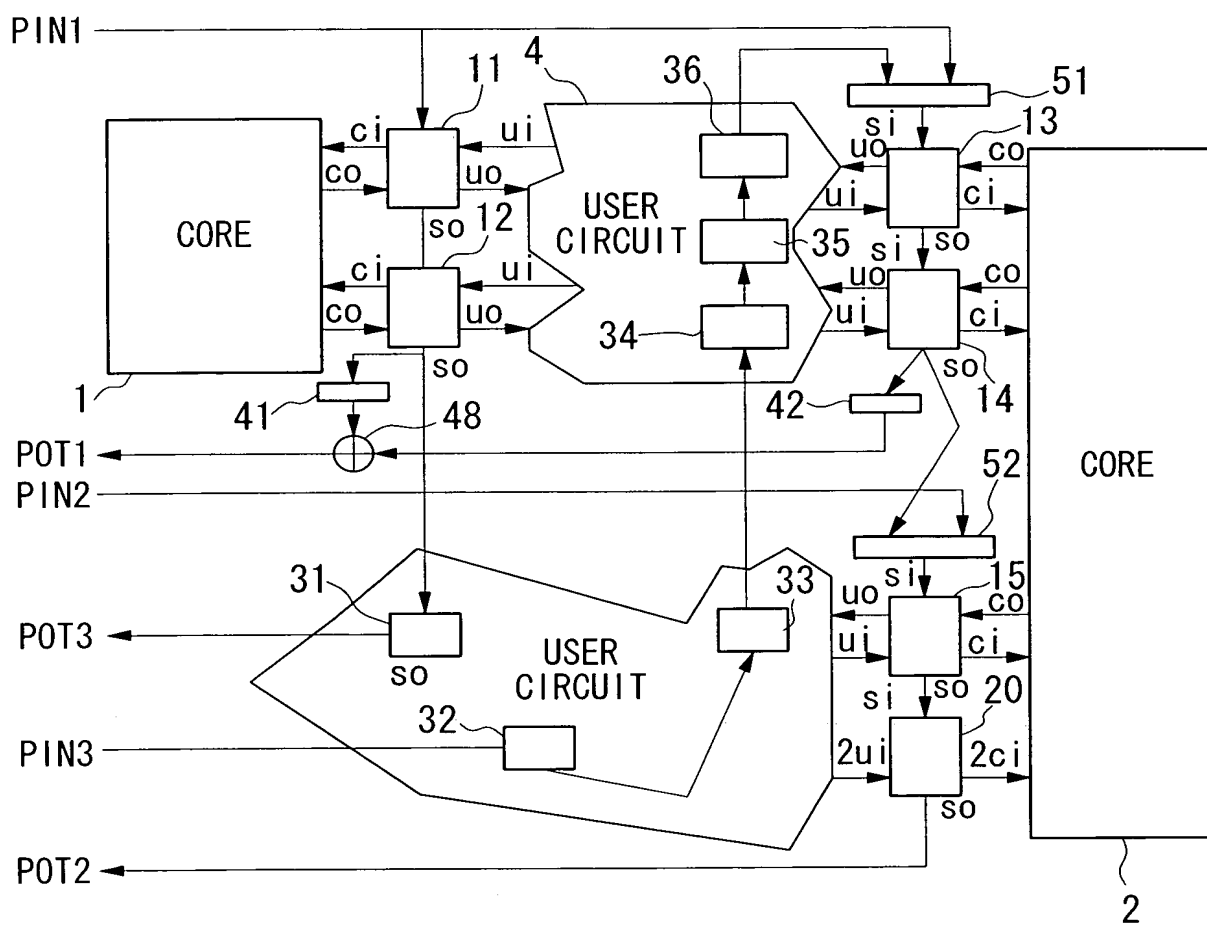 PIN1
4
36
51
11
si
13
ci
ui
uo
co
co
uo
ui
ci
CORE
so
12
USER
CIRCUIT
35
si
so
ci
ui
uo
co
co
uo
34
ui
ci
so
1
41
42
so
14
48
POT1
CORE
PIN2
52
31
si
15
33
uo
co
POT3
so
USER
CIRCUIT
ui
ci
si
so
20
32
PIN3
2ui
2ci
so
POT2
2